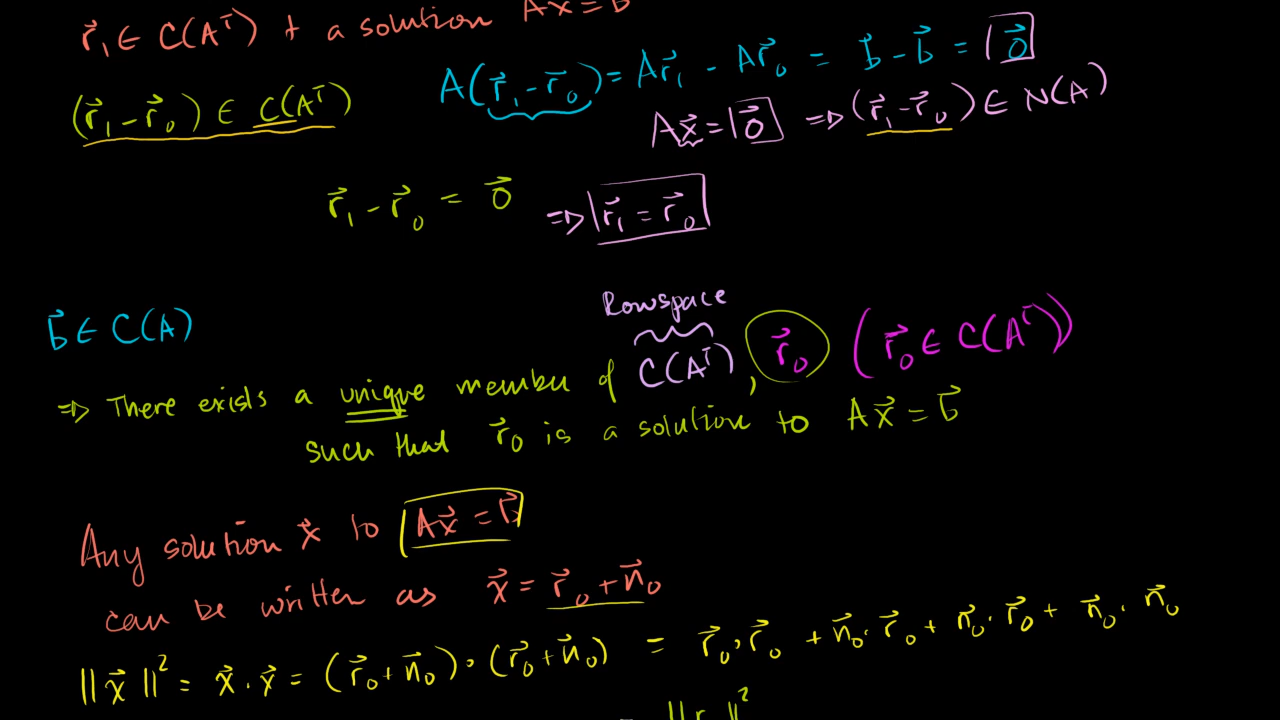 r⃗₁ ∈ C(Aᵀ) + a solution Ax⃗ = b⃗
(r⃗₁ - r⃗₀) ∈ C(Aᵀ)
A(r⃗₁ - r⃗₀) = Ar⃗₁ - Ar⃗₀ = b⃗ - b⃗ = 0⃗
Ax⃗ = 0⃗ ⇒ (r⃗₁ - r⃗₀) ∈ N(A)
r⃗₁ - r⃗₀ = 0⃗ ⇒ r⃗₁ = r⃗₀
Rowspace
b⃗ ∈ C(A)
⇒ There exists a unique member of C(Aᵀ), r⃗₀ (r⃗₀ ∈ C(Aᵀ))
such that r⃗₀ is a solution to Ax⃗ = b⃗
Any solution x⃗ to Ax⃗ = b⃗
can be written as x⃗ = r⃗₀ + n⃗₀
||x⃗||² = x⃗ · x⃗ = (r⃗₀ + n⃗₀) · (r⃗₀ + n⃗₀) = r⃗₀ · r⃗₀ + n⃗₀ · r⃗₀ + n⃗₀ · r⃗₀ + n⃗₀ · n⃗₀
= ||r ||²